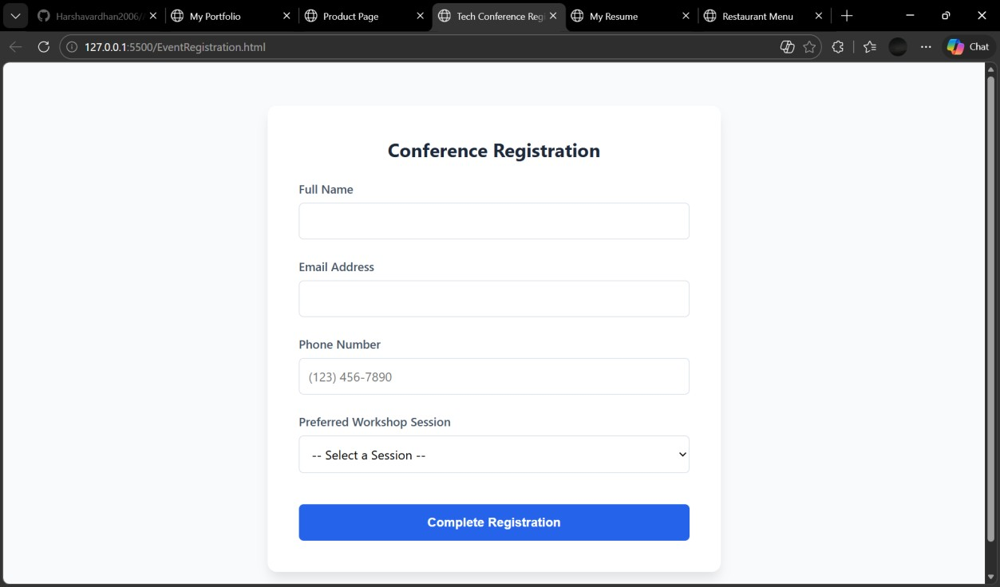 Harshavardhan2006/
My Portfolio
Product Page
Tech Conference Reg
My Resume
Restaurant Menu
127.0.0.1:5500/EventRegistration.html
Chat
Conference Registration
Full Name
Email Address
Phone Number
(123) 456-7890
Preferred Workshop Session
-- Select a Session --
Complete Registration